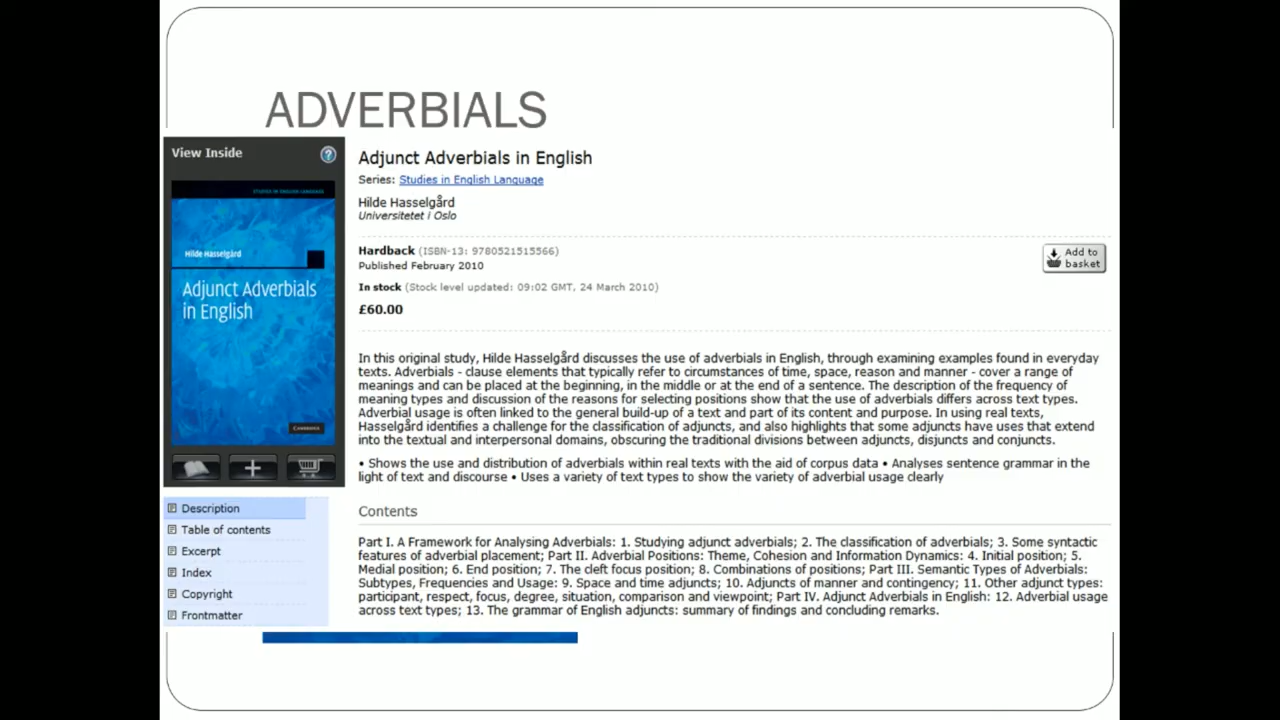 ADVERBIALS
View Inside
?
STUDIES IN ENGLISH LANGUAGE
Hilde Hasselgård
Adjunct Adverbials
in English
CAMBRIDGE
Description
Table of contents
Excerpt
Index
Copyright
Frontmatter
Adjunct Adverbials in English
Series: Studies in English Language
Hilde Hasselgård
Universitetet i Oslo
Hardback (ISBN-13: 9780521515566)
Published February 2010
In stock (Stock level updated: 09:02 GMT, 24 March 2010)
£60.00
Add to
basket
In this original study, Hilde Hasselgård discusses the use of adverbials in English, through examining examples found in everyday
texts. Adverbials - clause elements that typically refer to circumstances of time, space, reason and manner - cover a range of
meanings and can be placed at the beginning, in the middle or at the end of a sentence. The description of the frequency of
meaning types and discussion of the reasons for selecting positions show that the use of adverbials differs across text types.
Adverbial usage is often linked to the general build-up of a text and part of its content and purpose. In using real texts,
Hasselgård identifies a challenge for the classification of adjuncts, and also highlights that some adjuncts have uses that extend
into the textual and interpersonal domains, obscuring the traditional divisions between adjuncts, disjuncts and conjuncts.
• Shows the use and distribution of adverbials within real texts with the aid of corpus data • Analyses sentence grammar in the
light of text and discourse • Uses a variety of text types to show the variety of adverbial usage clearly
Contents
Part I. A Framework for Analysing Adverbials: 1. Studying adjunct adverbials; 2. The classification of adverbials; 3. Some syntactic
features of adverbial placement; Part II. Adverbial Positions: Theme, Cohesion and Information Dynamics: 4. Initial position; 5.
Medial position; 6. End position; 7. The cleft focus position; 8. Combinations of positions; Part III. Semantic Types of Adverbials:
Subtypes, Frequencies and Usage: 9. Space and time adjuncts; 10. Adjuncts of manner and contingency; 11. Other adjunct types:
participant, respect, focus, degree, situation, comparison and viewpoint; Part IV. Adjunct Adverbials in English: 12. Adverbial usage
across text types; 13. The grammar of English adjuncts: summary of findings and concluding remarks.